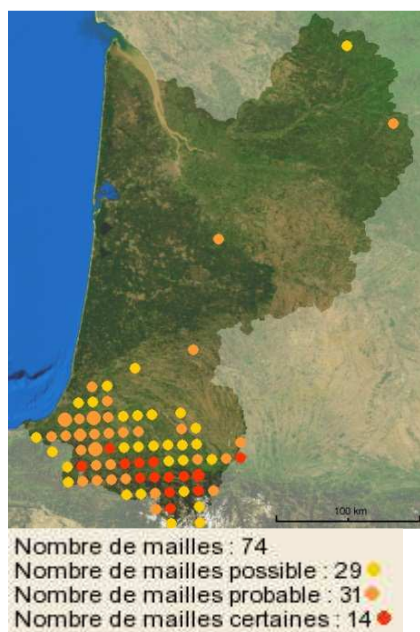 100 km
Nombre de mailles : 74
Nombre de mailles possible : 29
Nombre de mailles probable : 31
Nombre de mailles certaines : 14